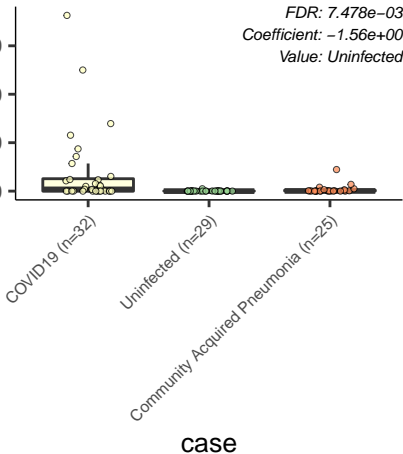 FDR: 7.478e−03
Coefficient: −1.56e+00
Value: Uninfected
COVID19 (n=32)
Uninfected (n=29)
Community Acquired Pneumonia (n=25)
case